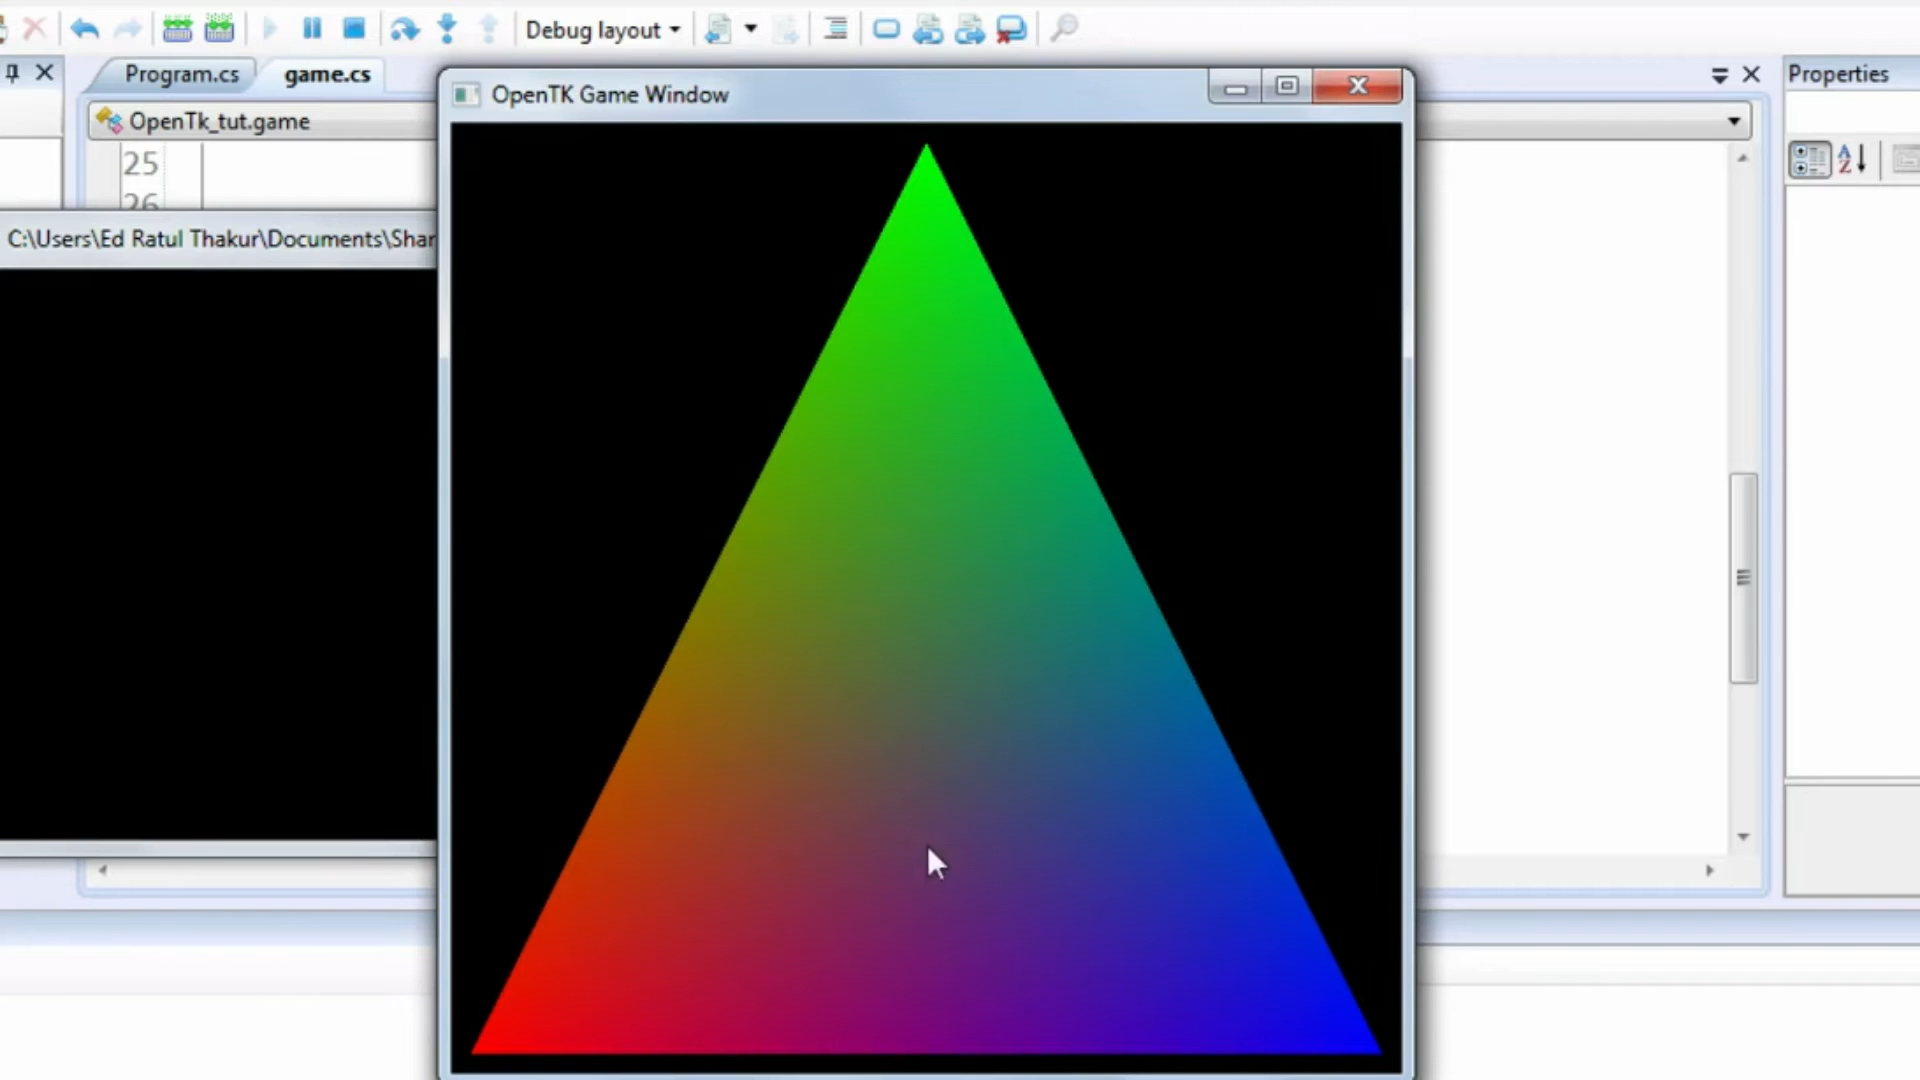 Debug layout
Program.cs
game.cs
OpenTK Game Window
Properties
OpenTk_tut.game
25
26
C:\Users\Ed Ratul Thakur\Documents\Shar